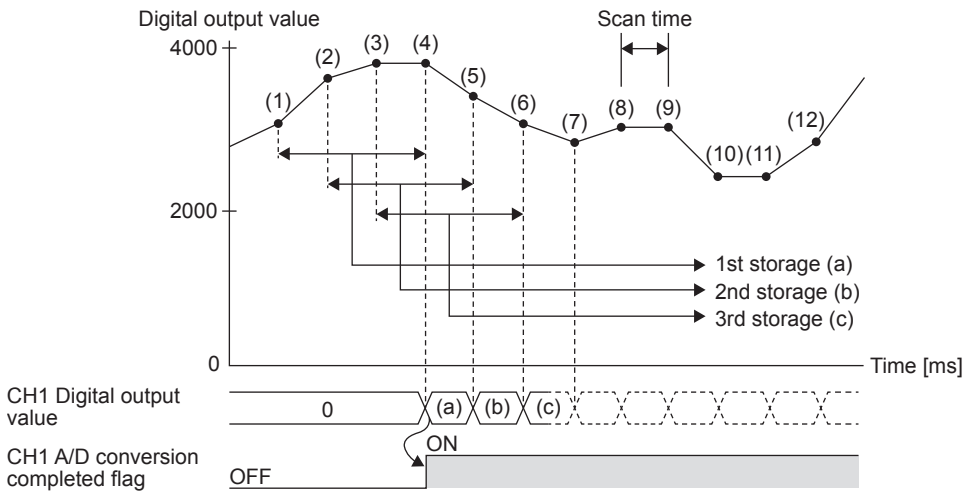 Digital output value
Scan time
4000
(1)
(2)
(3)
(4)
(5)
(6)
(7)
(8)
(9)
(10)
(11)
(12)
2000
1st storage (a)
2nd storage (b)
3rd storage (c)
0
Time [ms]
CH1 Digital output
value
0
(a)
(b)
(c)
CH1 A/D conversion
completed flag
OFF
ON